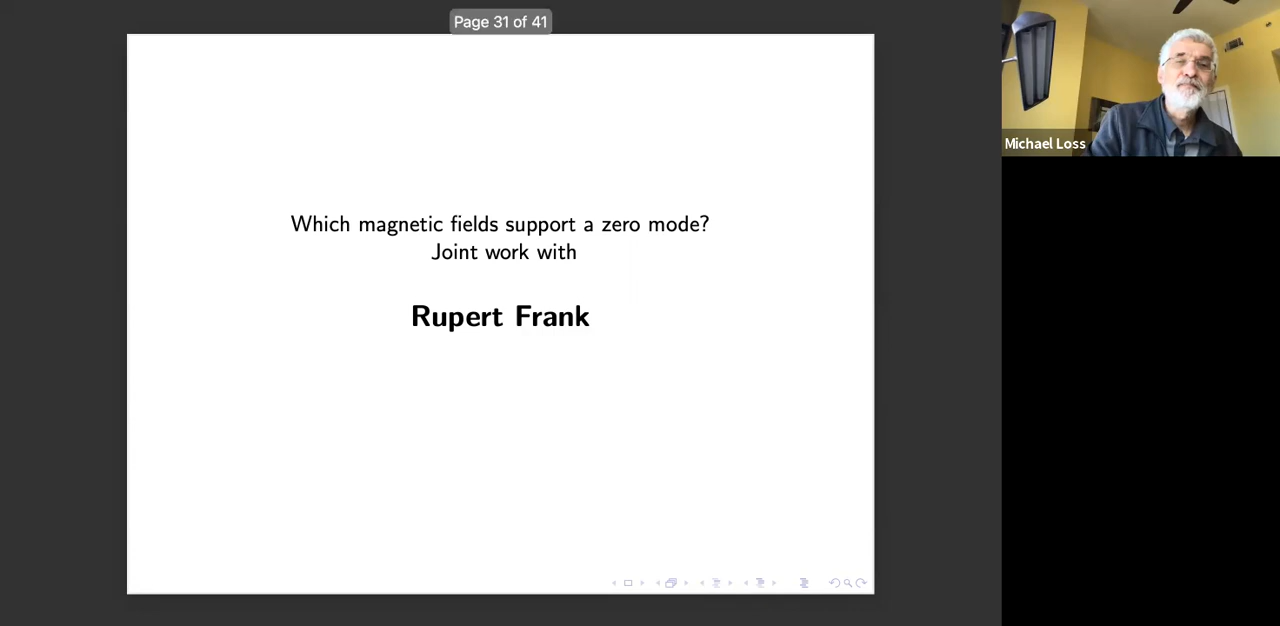 Page 31 of 41
Which magnetic fields support a zero mode?
Joint work with
Rupert Frank
Michael Loss